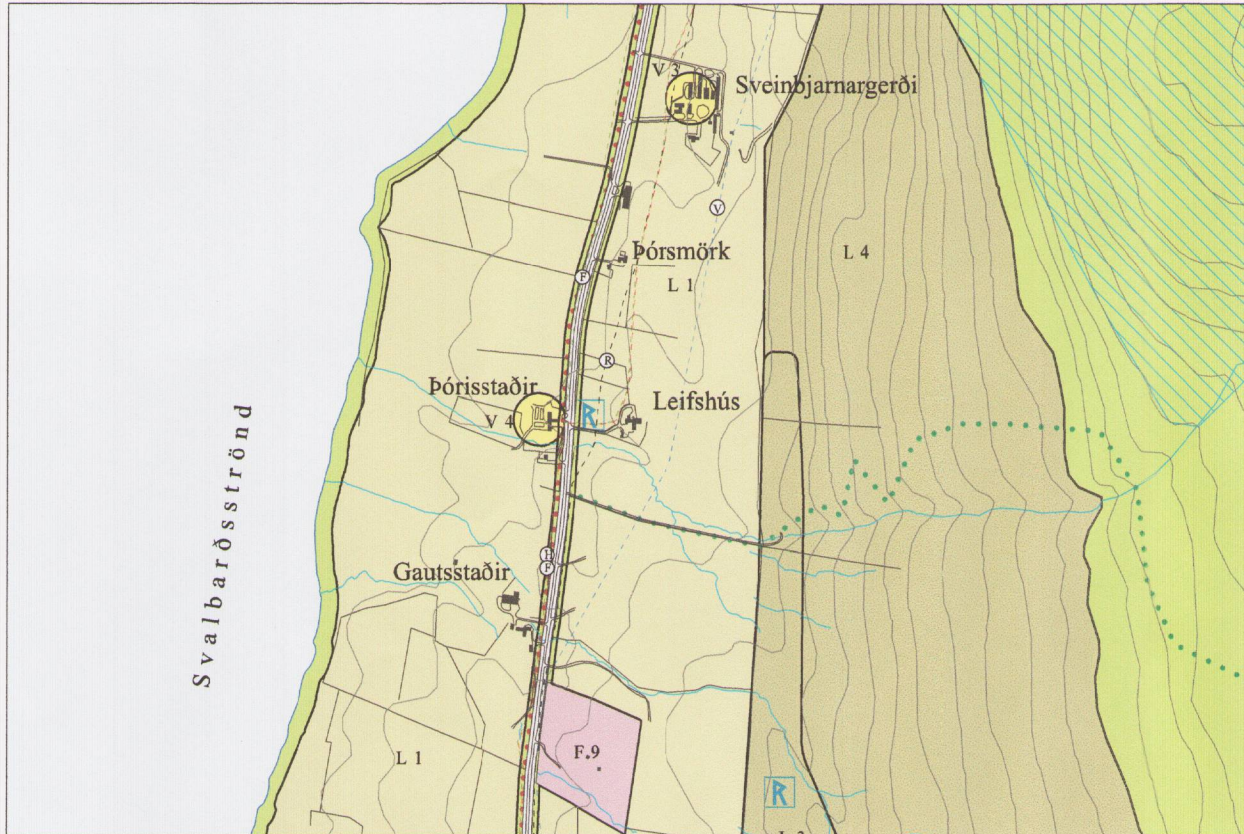 V 3
Sveinbjarnargerði
V
Þórsmörk
L 4
F
L 1
R
Þórisstaðir
V 4
R
Leifshús
Svalbarðsströnd
H
F
Gautsstaðir
F.9
L 1
R